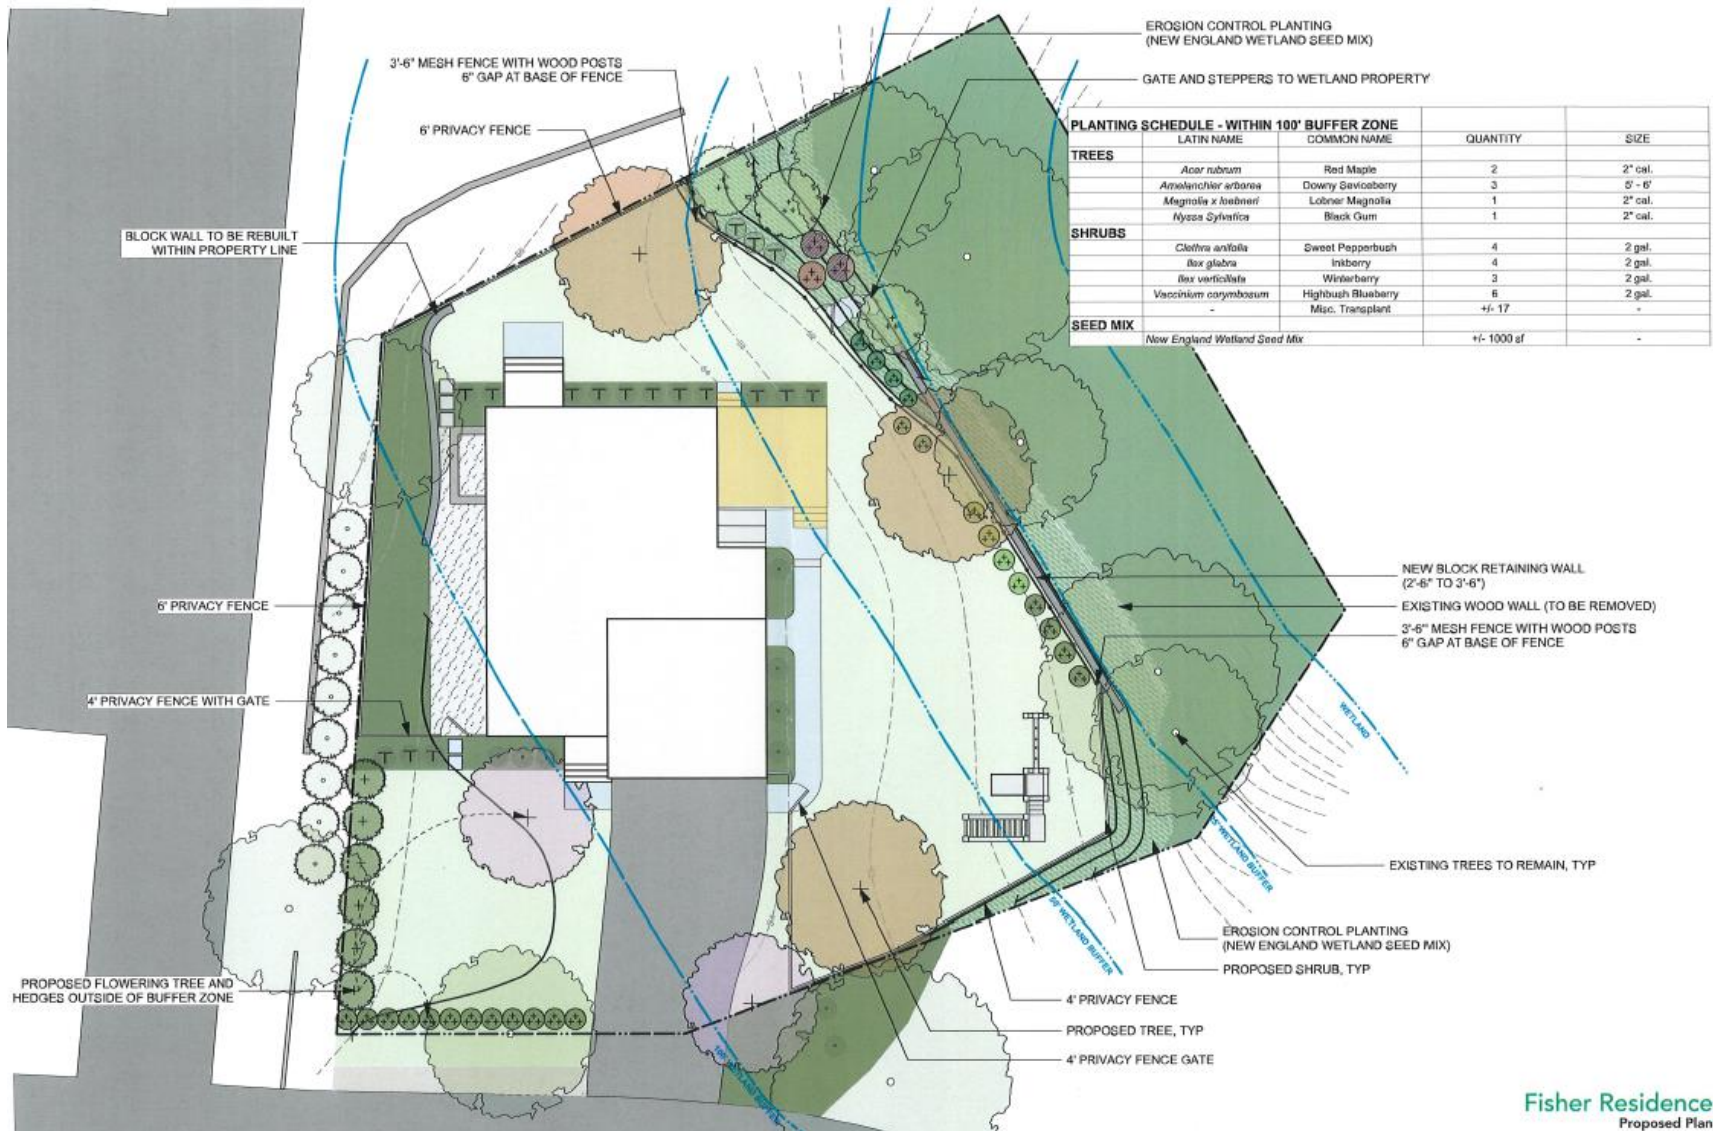 EROSION CONTROL PLANTING
(NEW ENGLAND WETLAND SEED MIX)
3'-6" MESH FENCE WITH WOOD POSTS
6" GAP AT BASE OF FENCE
GATE AND STEPPERS TO WETLAND PROPERTY
6' PRIVACY FENCE
BLOCK WALL TO BE REBUILT
WITHIN PROPERTY LINE
PLANTING SCHEDULE - WITHIN 100' BUFFER ZONE
LATIN NAME COMMON NAME QUANTITY SIZE
TREES
Acer rubrum Red Maple 2 2" cal.
Amelanchier arborea Downy Seviceberry 3 5' - 6'
Magnolia x loebneri Lobner Magnolia 1 2" cal.
Nyssa Sylvatica Black Gum 1 2" cal.
SHRUBS
Clethra anifolia Sweet Pepperbush 4 2 gal.
Ilex glabra Inkberry 4 2 gal.
Ilex verticillata Winterberry 3 2 gal.
Vaccinium corymbosum Highbush Blueberry 6 2 gal.
- Misc. Transplant +/- 17 -
SEED MIX
New England Wetland Seed Mix +/- 1000 sf -
6' PRIVACY FENCE
4' PRIVACY FENCE WITH GATE
PROPOSED FLOWERING TREE AND
HEDGES OUTSIDE OF BUFFER ZONE
NEW BLOCK RETAINING WALL
(2'-6" TO 3'-6")
EXISTING WOOD WALL (TO BE REMOVED)
3'-6" MESH FENCE WITH WOOD POSTS
6" GAP AT BASE OF FENCE
WETLAND
WETLAND BUFFER
50' WETLAND BUFFER
100' WETLAND BUFFER
EXISTING TREES TO REMAIN, TYP
EROSION CONTROL PLANTING
(NEW ENGLAND WETLAND SEED MIX)
PROPOSED SHRUB, TYP
4' PRIVACY FENCE
PROPOSED TREE, TYP
4' PRIVACY FENCE GATE
Fisher Residence
Proposed Plan